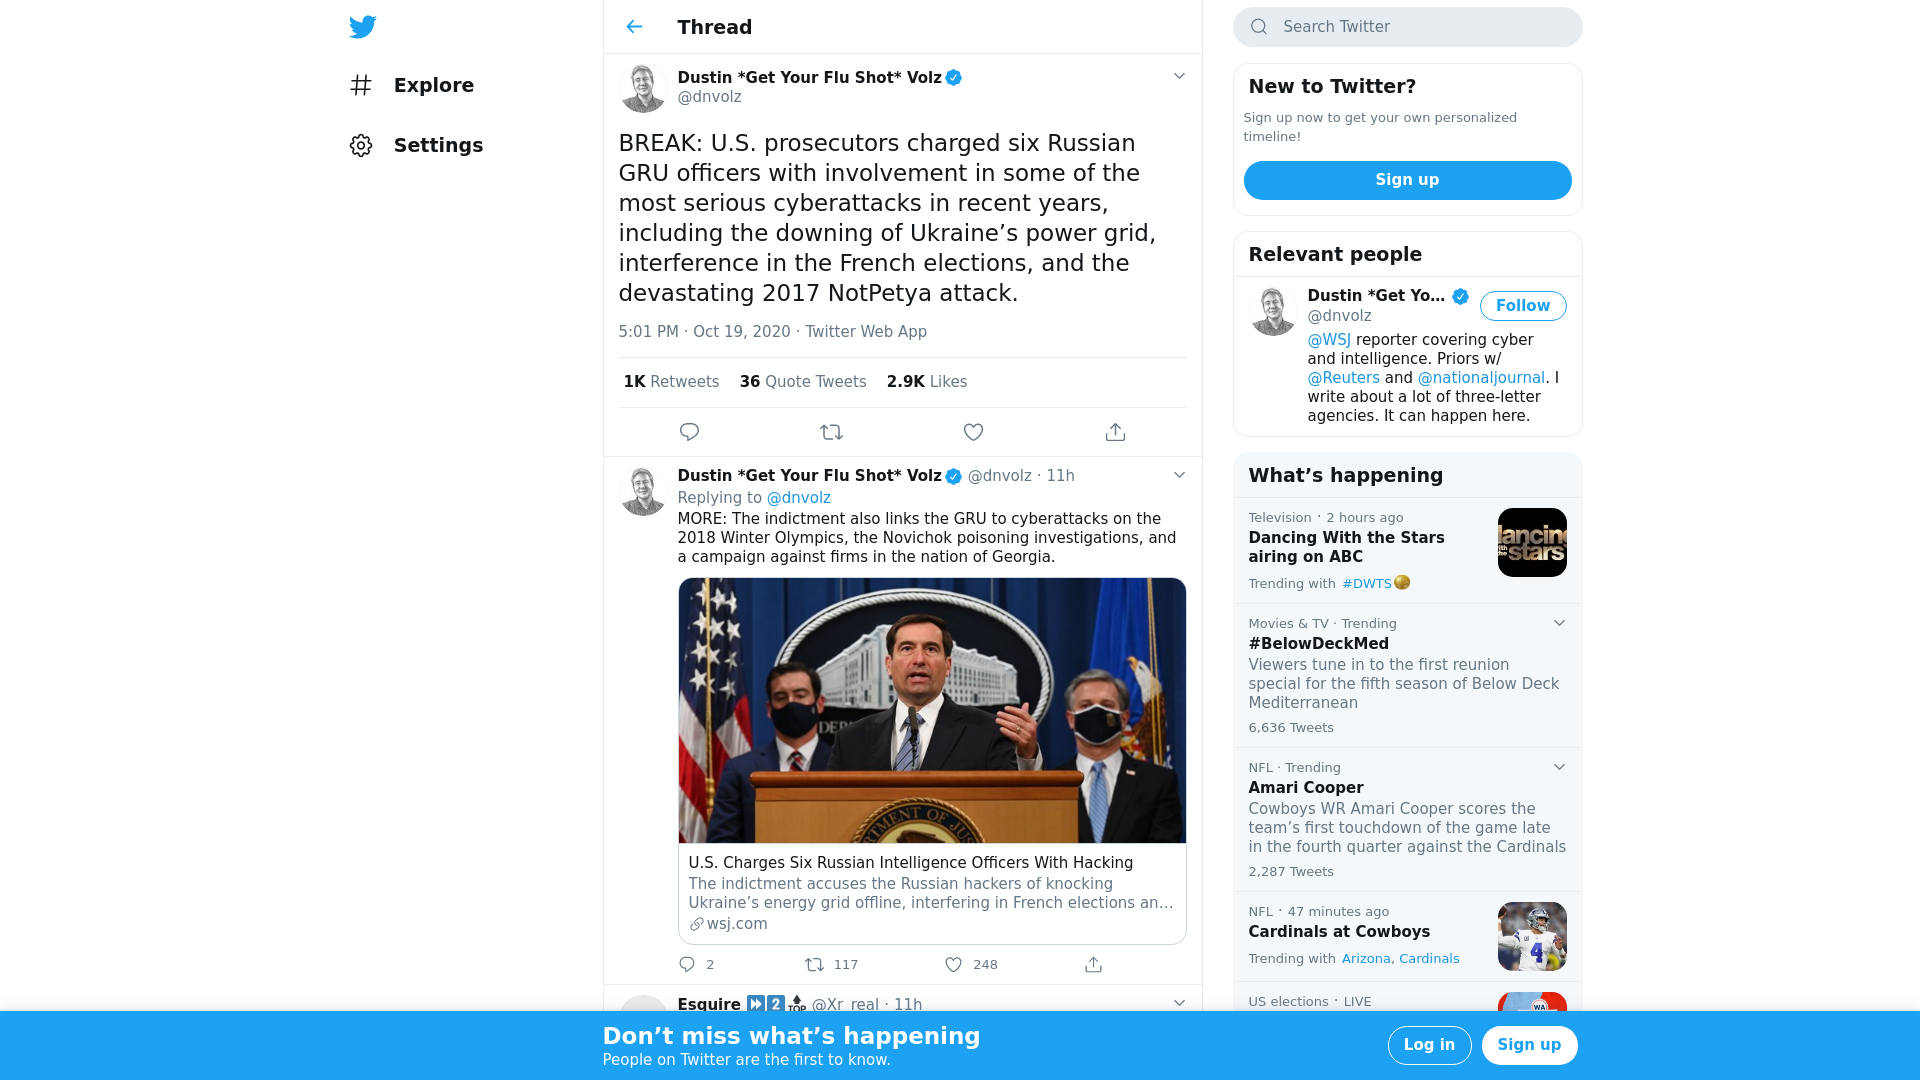 Explore
Settings
Thread
Dustin *Get Your Flu Shot* Volz
@dnvolz
BREAK: U.S. prosecutors charged six Russian
GRU officers with involvement in some of the
most serious cyberattacks in recent years,
including the downing of Ukraine’s power grid,
interference in the French elections, and the
devastating 2017 NotPetya attack.
5:01 PM · Oct 19, 2020 · Twitter Web App
1K Retweets 36 Quote Tweets 2.9K Likes
Dustin *Get Your Flu Shot* Volz @dnvolz · 11h
Replying to @dnvolz
MORE: The indictment also links the GRU to cyberattacks on the
2018 Winter Olympics, the Novichok poisoning investigations, and
a campaign against firms in the nation of Georgia.
DEP
TMENT OF JUS
U.S. Charges Six Russian Intelligence Officers With Hacking
The indictment accuses the Russian hackers of knocking
Ukraine’s energy grid offline, interfering in French elections an…
wsj.com
2 117 248
Esquire ⏩2️⃣🔝 @Xr_real · 11h
Search Twitter
New to Twitter?
Sign up now to get your own personalized
timeline!
Sign up
Relevant people
Dustin *Get Yo…
@dnvolz
Follow
@WSJ reporter covering cyber
and intelligence. Priors w/
@Reuters and @nationaljournal. I
write about a lot of three-letter
agencies. It can happen here.
What’s happening
Television · 2 hours ago
Dancing With the Stars
airing on ABC
Trending with #DWTS
dancing
with the
stars
Movies & TV · Trending
#BelowDeckMed
Viewers tune in to the first reunion
special for the fifth season of Below Deck
Mediterranean
6,636 Tweets
NFL · Trending
Amari Cooper
Cowboys WR Amari Cooper scores the
team’s first touchdown of the game late
in the fourth quarter against the Cardinals
2,287 Tweets
NFL · 47 minutes ago
Cardinals at Cowboys
Trending with Arizona, Cardinals
4
US elections · LIVE
WA
Don’t miss what’s happening
People on Twitter are the first to know.
Log in
Sign up